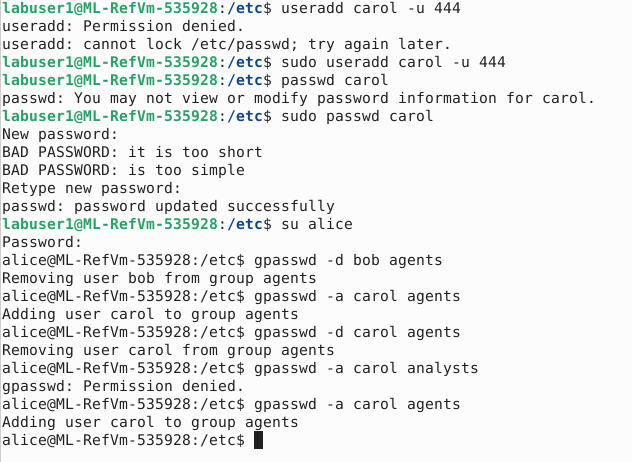 labuser1@ML-RefVm-535928:/etc$ useradd carol -u 444
useradd: Permission denied.
useradd: cannot lock /etc/passwd; try again later.
labuser1@ML-RefVm-535928:/etc$ sudo useradd carol -u 444
labuser1@ML-RefVm-535928:/etc$ passwd carol
passwd: You may not view or modify password information for carol.
labuser1@ML-RefVm-535928:/etc$ sudo passwd carol
New password:
BAD PASSWORD: it is too short
BAD PASSWORD: is too simple
Retype new password:
passwd: password updated successfully
labuser1@ML-RefVm-535928:/etc$ su alice
Password:
alice@ML-RefVm-535928:/etc$ gpasswd -d bob agents
Removing user bob from group agents
alice@ML-RefVm-535928:/etc$ gpasswd -a carol agents
Adding user carol to group agents
alice@ML-RefVm-535928:/etc$ gpasswd -d carol agents
Removing user carol from group agents
alice@ML-RefVm-535928:/etc$ gpasswd -a carol analysts
gpasswd: Permission denied.
alice@ML-RefVm-535928:/etc$ gpasswd -a carol agents
Adding user carol to group agents
alice@ML-RefVm-535928:/etc$